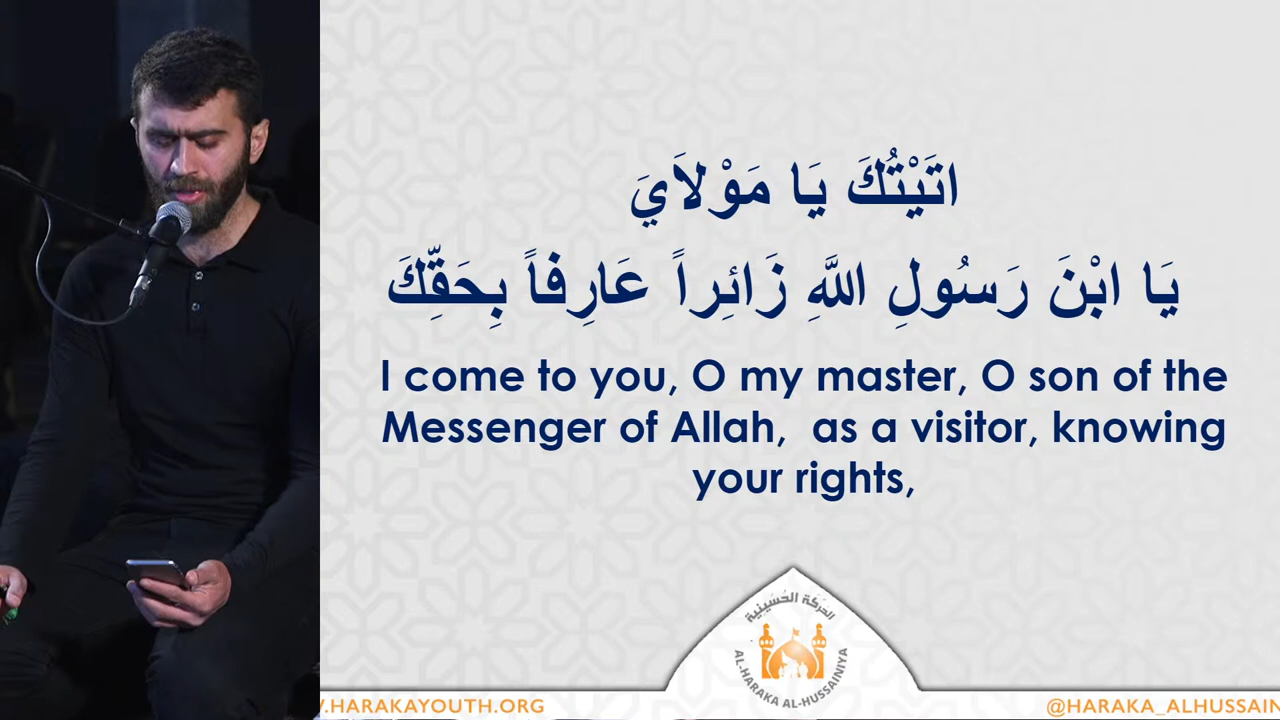 اتَيْتُكَ يَا مَوْلاَيَ
يَا ابْنَ رَسُولِ اللَّهِ زَائِراً عَارِفاً بِحَقِّكَ
I come to you, O my master, O son of the
Messenger of Allah,  as a visitor, knowing
your rights,
الحركة الحسينية
AL-HARAKA AL-HUSSAINIYA
.HARAKAYOUTH.ORG
@HARAKA_ALHUSSAIN